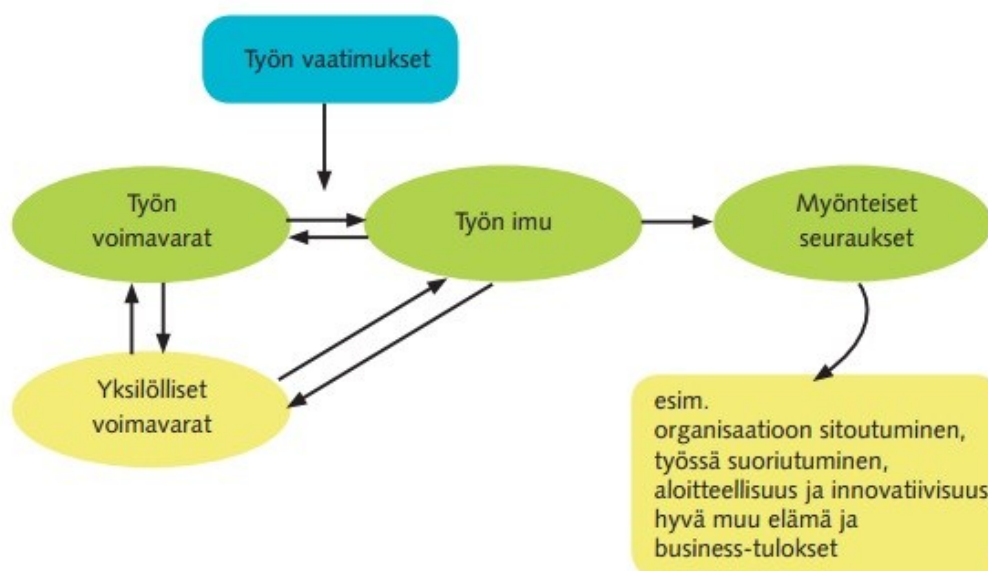 Työn vaatimukset
Työn
voimavarat
Työn imu
Myönteiset
seuraukset
Yksilölliset
voimavarat
esim.
organisaatioon sitoutuminen,
työssä suoriutuminen,
aloitteellisuus ja innovatiivisuus
hyvä muu elämä ja
business-tulokset